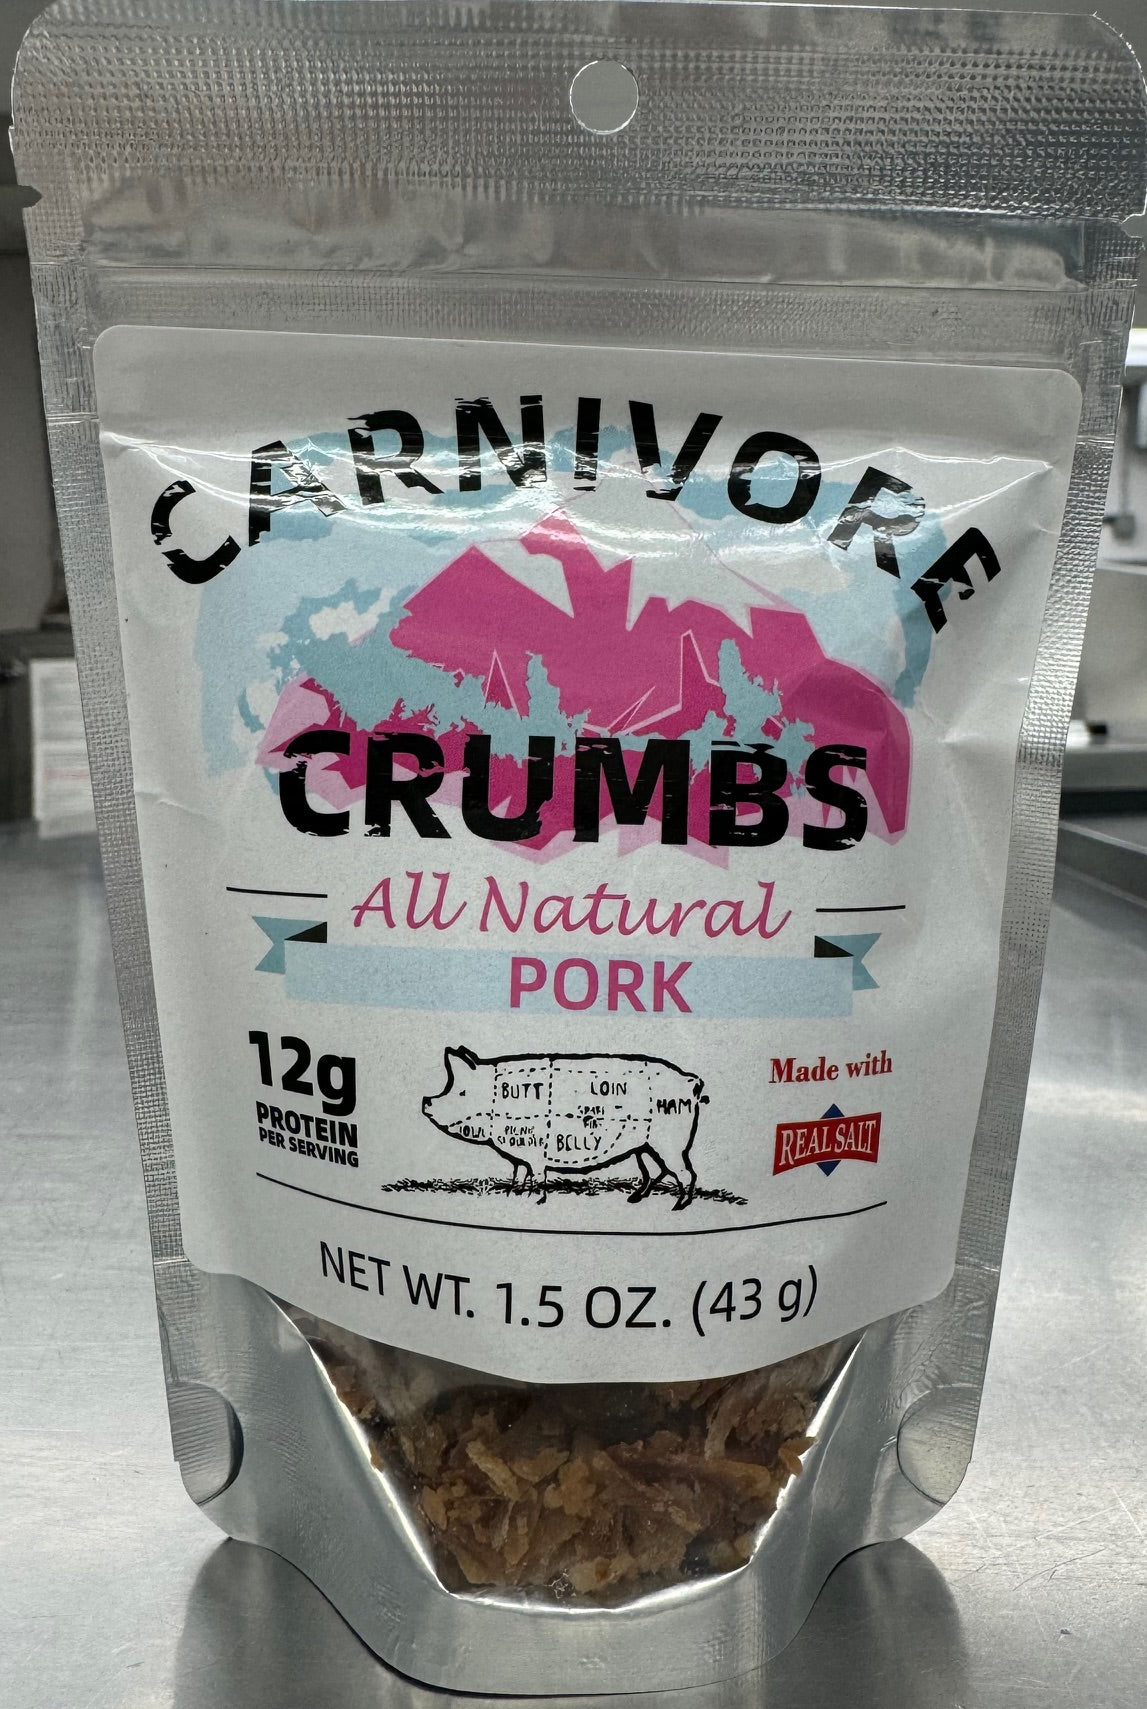 CARNIVORE
CRUMBS
All Natural
PORK
12g
PROTEIN
PER SERVING
BUTT
LOIN
HAM
BELLY
Made with
REAL SALT
NET WT. 1.5 OZ. (43 g)